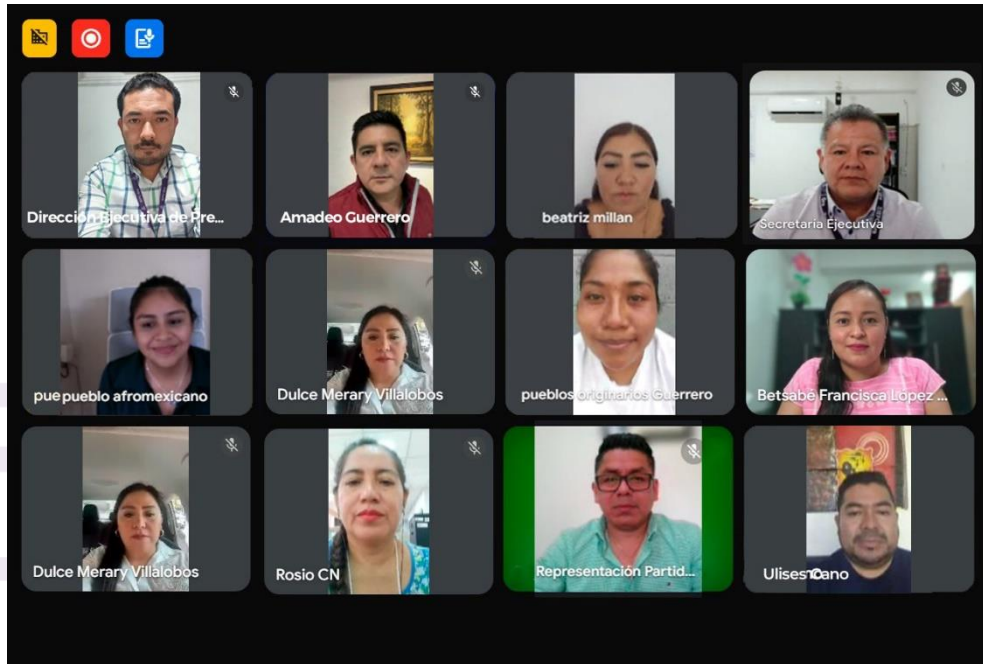 Dirección Ejecutiva de Pre...
Amadeo Guerrero
beatriz millan
Secretaria Ejecutiva
pue pueblo afromexicano
Dulce Merary Villalobos
pueblos originarios Guerrero
Betsabé Francisca López ...
Dulce Merary Villalobos
Rosio CN
Representación Partid...
Ulises Cano